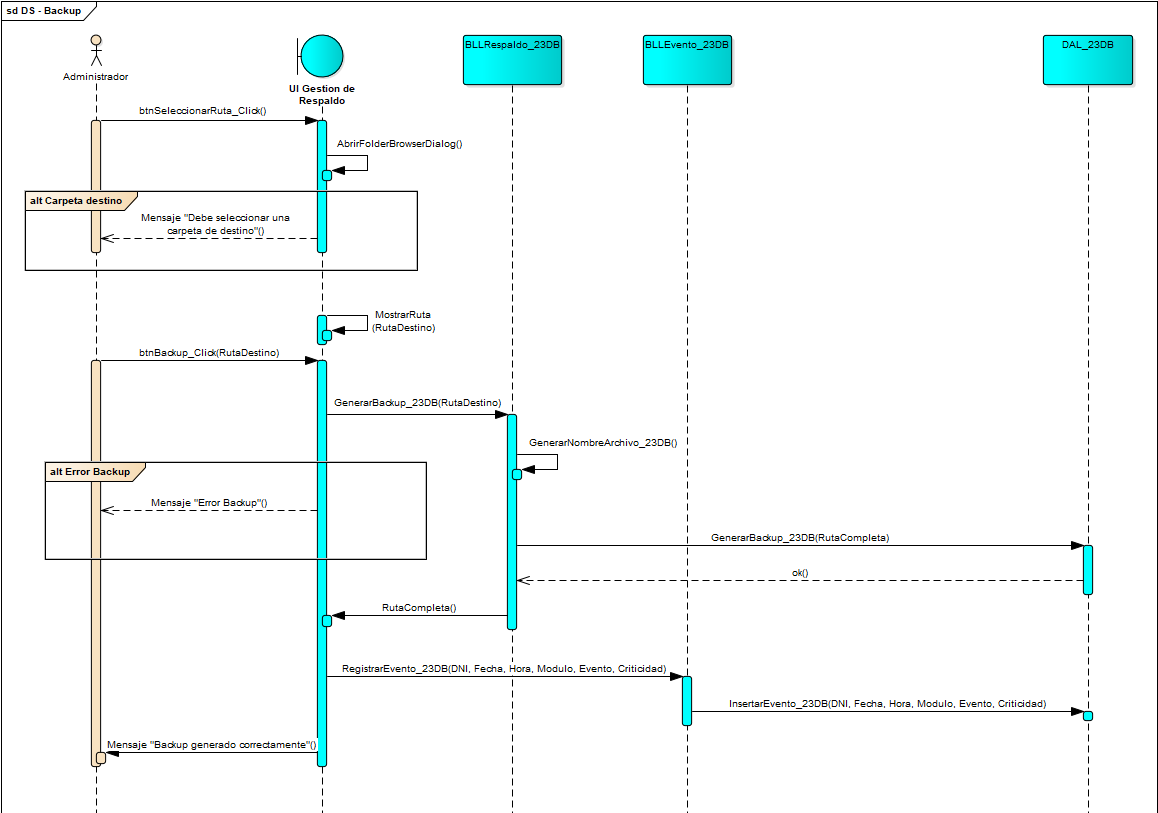 sd DS - Backup
Administrador
UI Gestion de
Respaldo
BLLRespaldo_23DB
BLLEvento_23DB
DAL_23DB
btnSeleccionarRuta_Click()
AbrirFolderBrowserDialog()
alt Carpeta destino
Mensaje "Debe seleccionar una
carpeta de destino"()
MostrarRuta
(RutaDestino)
btnBackup_Click(RutaDestino)
GenerarBackup_23DB(RutaDestino)
GenerarNombreArchivo_23DB()
alt Error Backup
Mensaje "Error Backup"()
GenerarBackup_23DB(RutaCompleta)
ok()
RutaCompleta()
RegistrarEvento_23DB(DNI, Fecha, Hora, Modulo, Evento, Criticidad)
InsertarEvento_23DB(DNI, Fecha, Hora, Modulo, Evento, Criticidad)
Mensaje "Backup generado correctamente"()